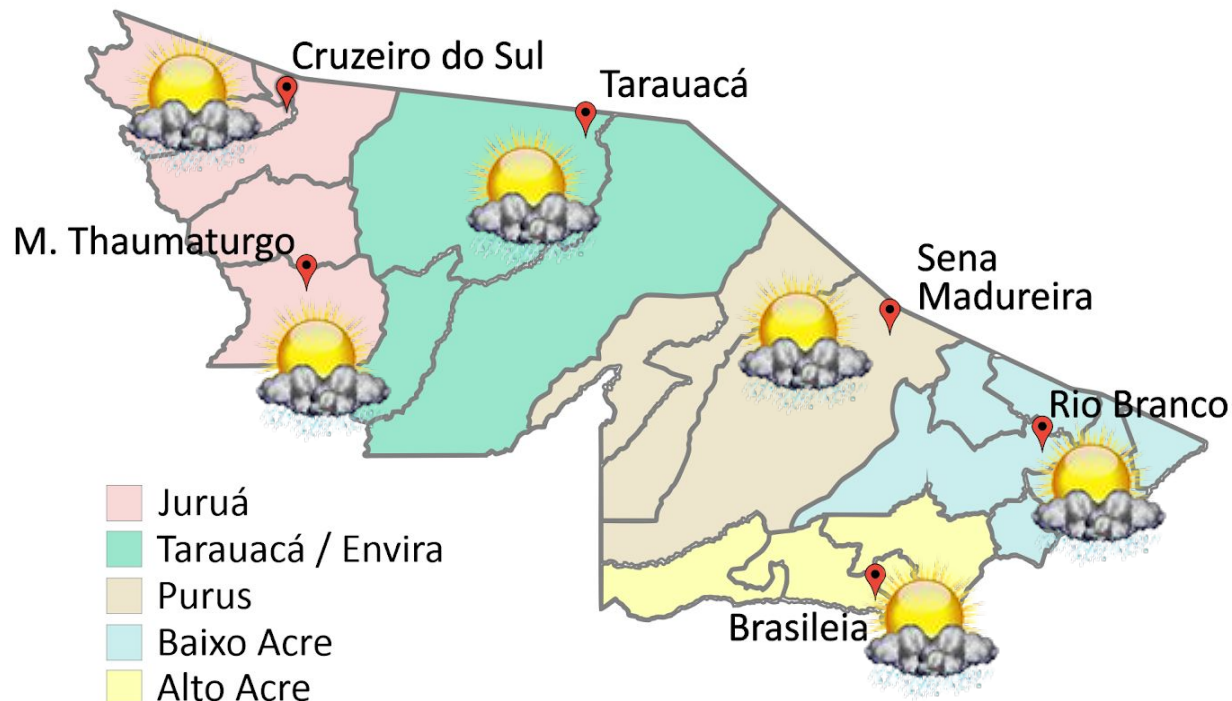 Cruzeiro do Sul
Tarauacá
M. Thaumaturgo
Sena
Madureira
Rio Branco
Brasileia
Juruá
Tarauacá / Envira
Purus
Baixo Acre
Alto Acre